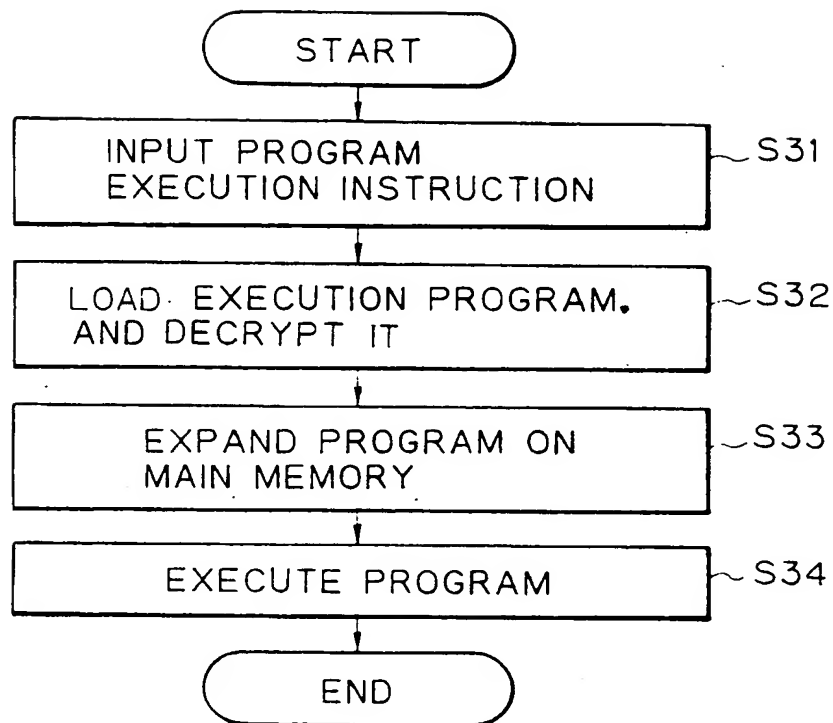 START
INPUT PROGRAM
EXECUTION INSTRUCTION
S31
LOAD EXECUTION PROGRAM.
AND DECRYPT IT
S32
EXPAND PROGRAM ON
MAIN MEMORY
S33
EXECUTE PROGRAM
S34
END